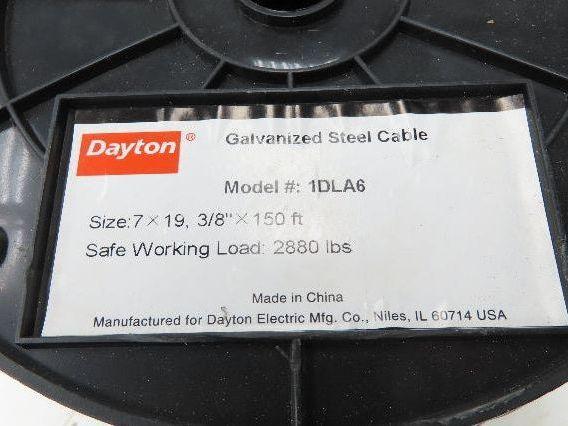 Dayton®
Galvanized Steel Cable
Model #: 1DLA6
Size:7×19, 3/8"×150 ft
Safe Working Load: 2880 lbs
Made in China
Manufactured for Dayton Electric Mfg. Co., Niles, IL 60714 USA